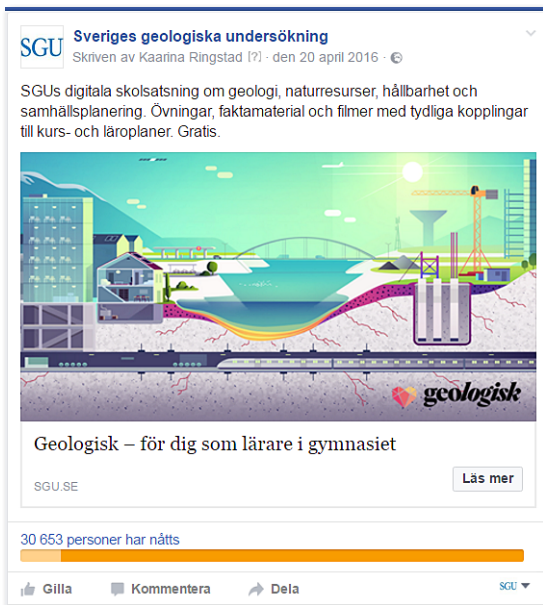 SGU
Sveriges geologiska undersökning
Skriven av Kaarina Ringstad [?] · den 20 april 2016 ·
SGUs digitala skolsatsning om geologi, naturresurser, hållbarhet och
samhällsplanering. Övningar, faktamaterial och filmer med tydliga kopplingar
till kurs- och läroplaner. Gratis.
geologisk
Geologisk – för dig som lärare i gymnasiet
SGU.SE
Läs mer
30 653 personer har nåtts
Gilla
Kommentera
Dela
SGU